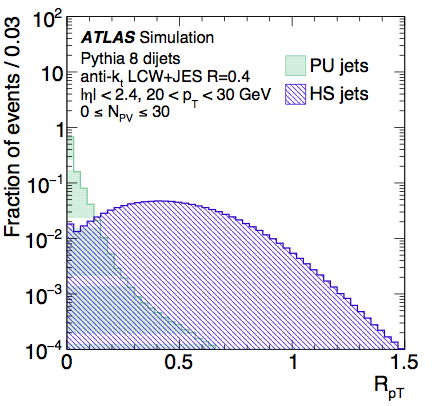 ATLAS Simulation
Pythia 8 dijets
anti-k_t LCW+JES R=0.4
|η| < 2.4, 20 < p_T < 30 GeV
0 ≤ N_PV ≤ 30
PU jets
HS jets
Fraction of events / 0.03
10²
10
1
10⁻¹
10⁻²
10⁻³
10⁻⁴
0
0.5
1
1.5
R_pT